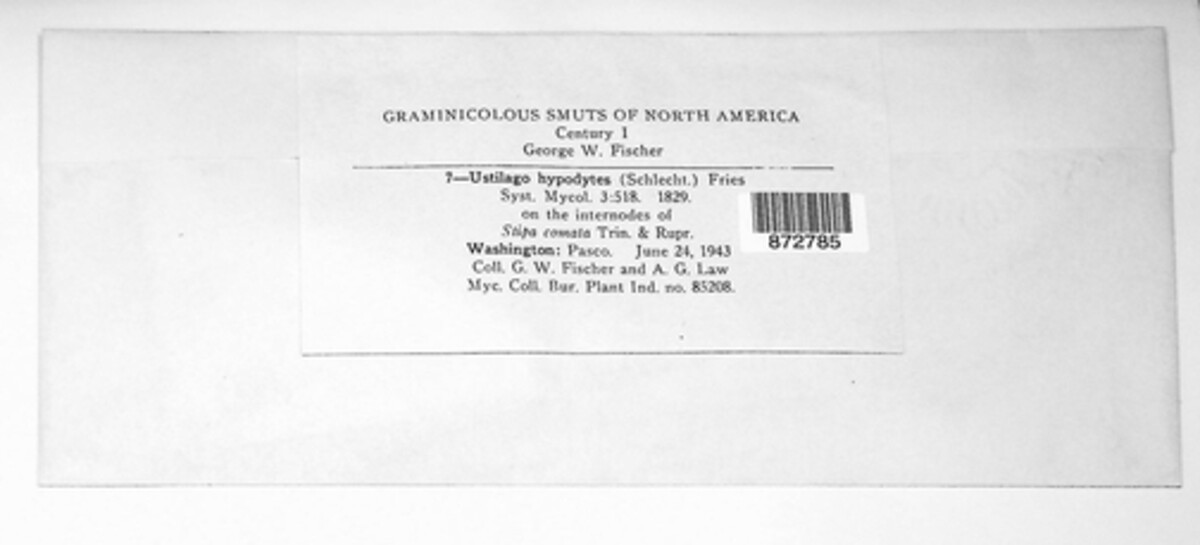 GRAMINICOLOUS SMUTS OF NORTH AMERICA
Century I
George W. Fischer
7—Ustilago hypodytes (Schlecht.) Fries
Syst. Mycol. 3:518. 1829.
on the internodes of
Stipa comata Trin. & Rupr.
Washington: Pasco. June 24, 1943
Coll. G. W. Fischer and A. G. Law
Myc. Coll. Bur. Plant Ind. no. 85208.
872785